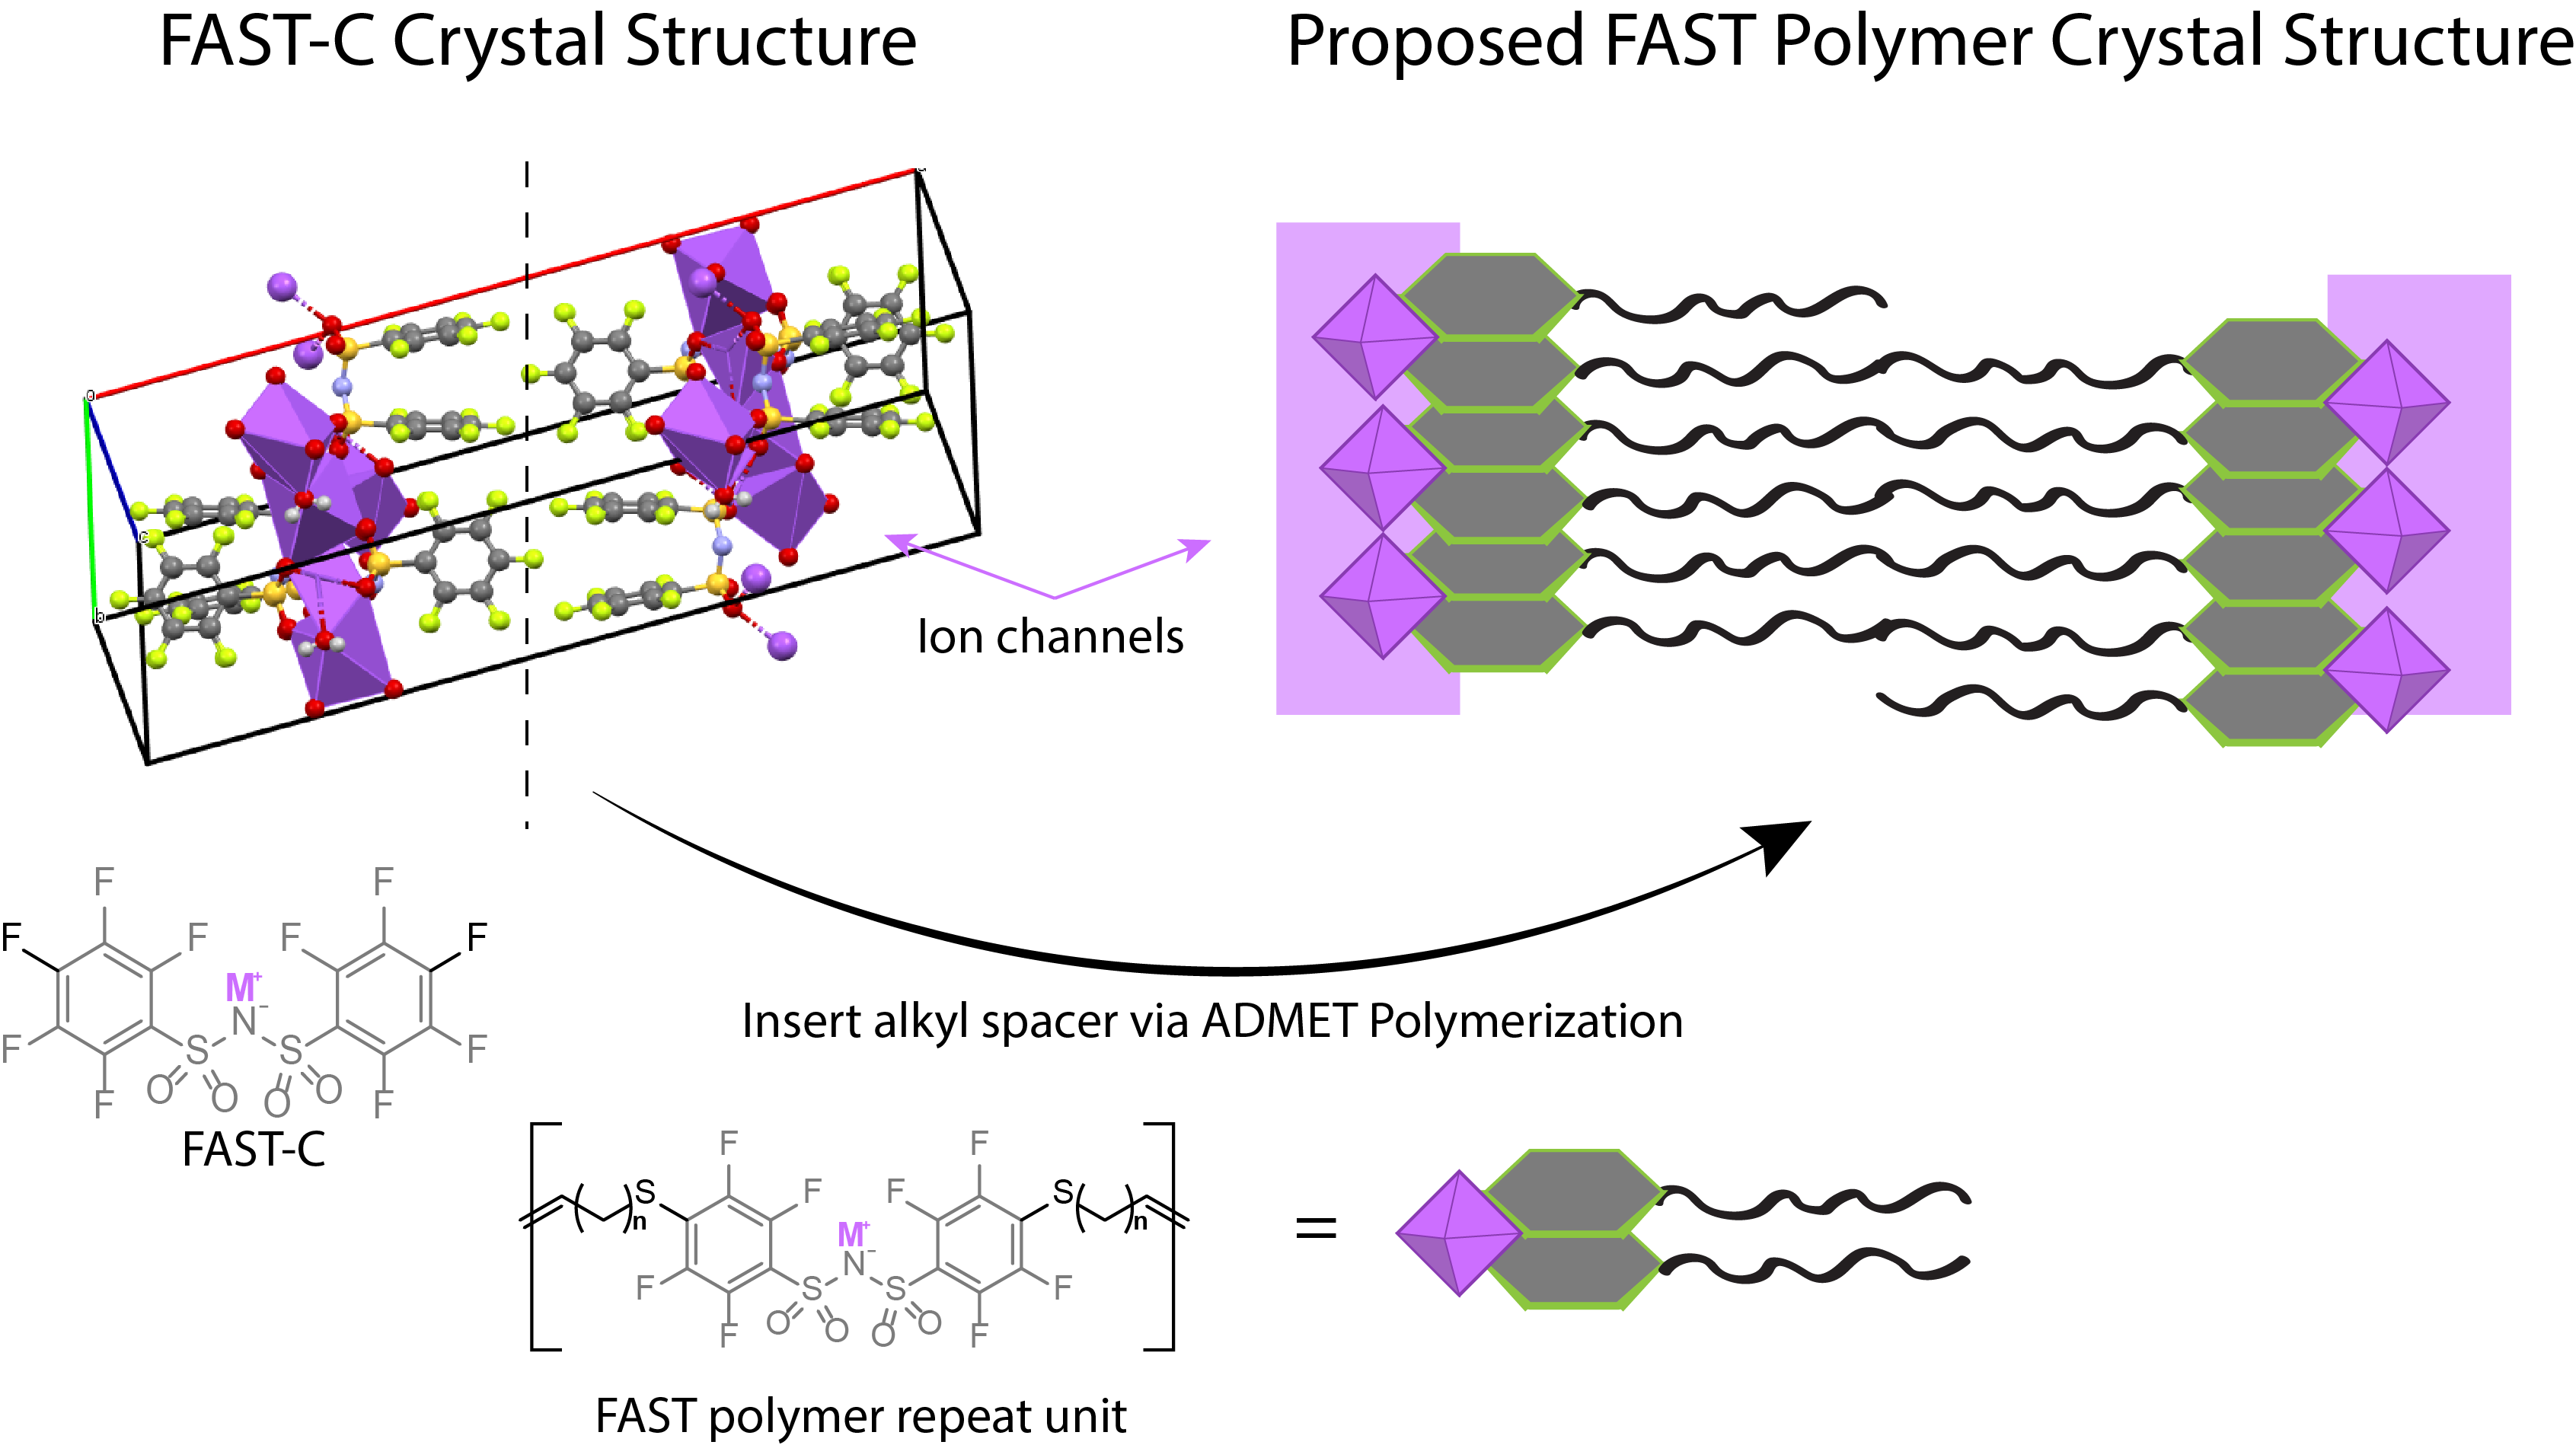 FAST-C Crystal Structure
Proposed FAST Polymer Crystal Structure
0
c
b
Ion channels
Insert alkyl spacer via ADMET Polymerization
F F
F F F F
M+
N-
F S S F
O O O O
F F
FAST-C
F F
S F F S
n n
M+
N-
F S S F
O O O O
F F
=
FAST polymer repeat unit